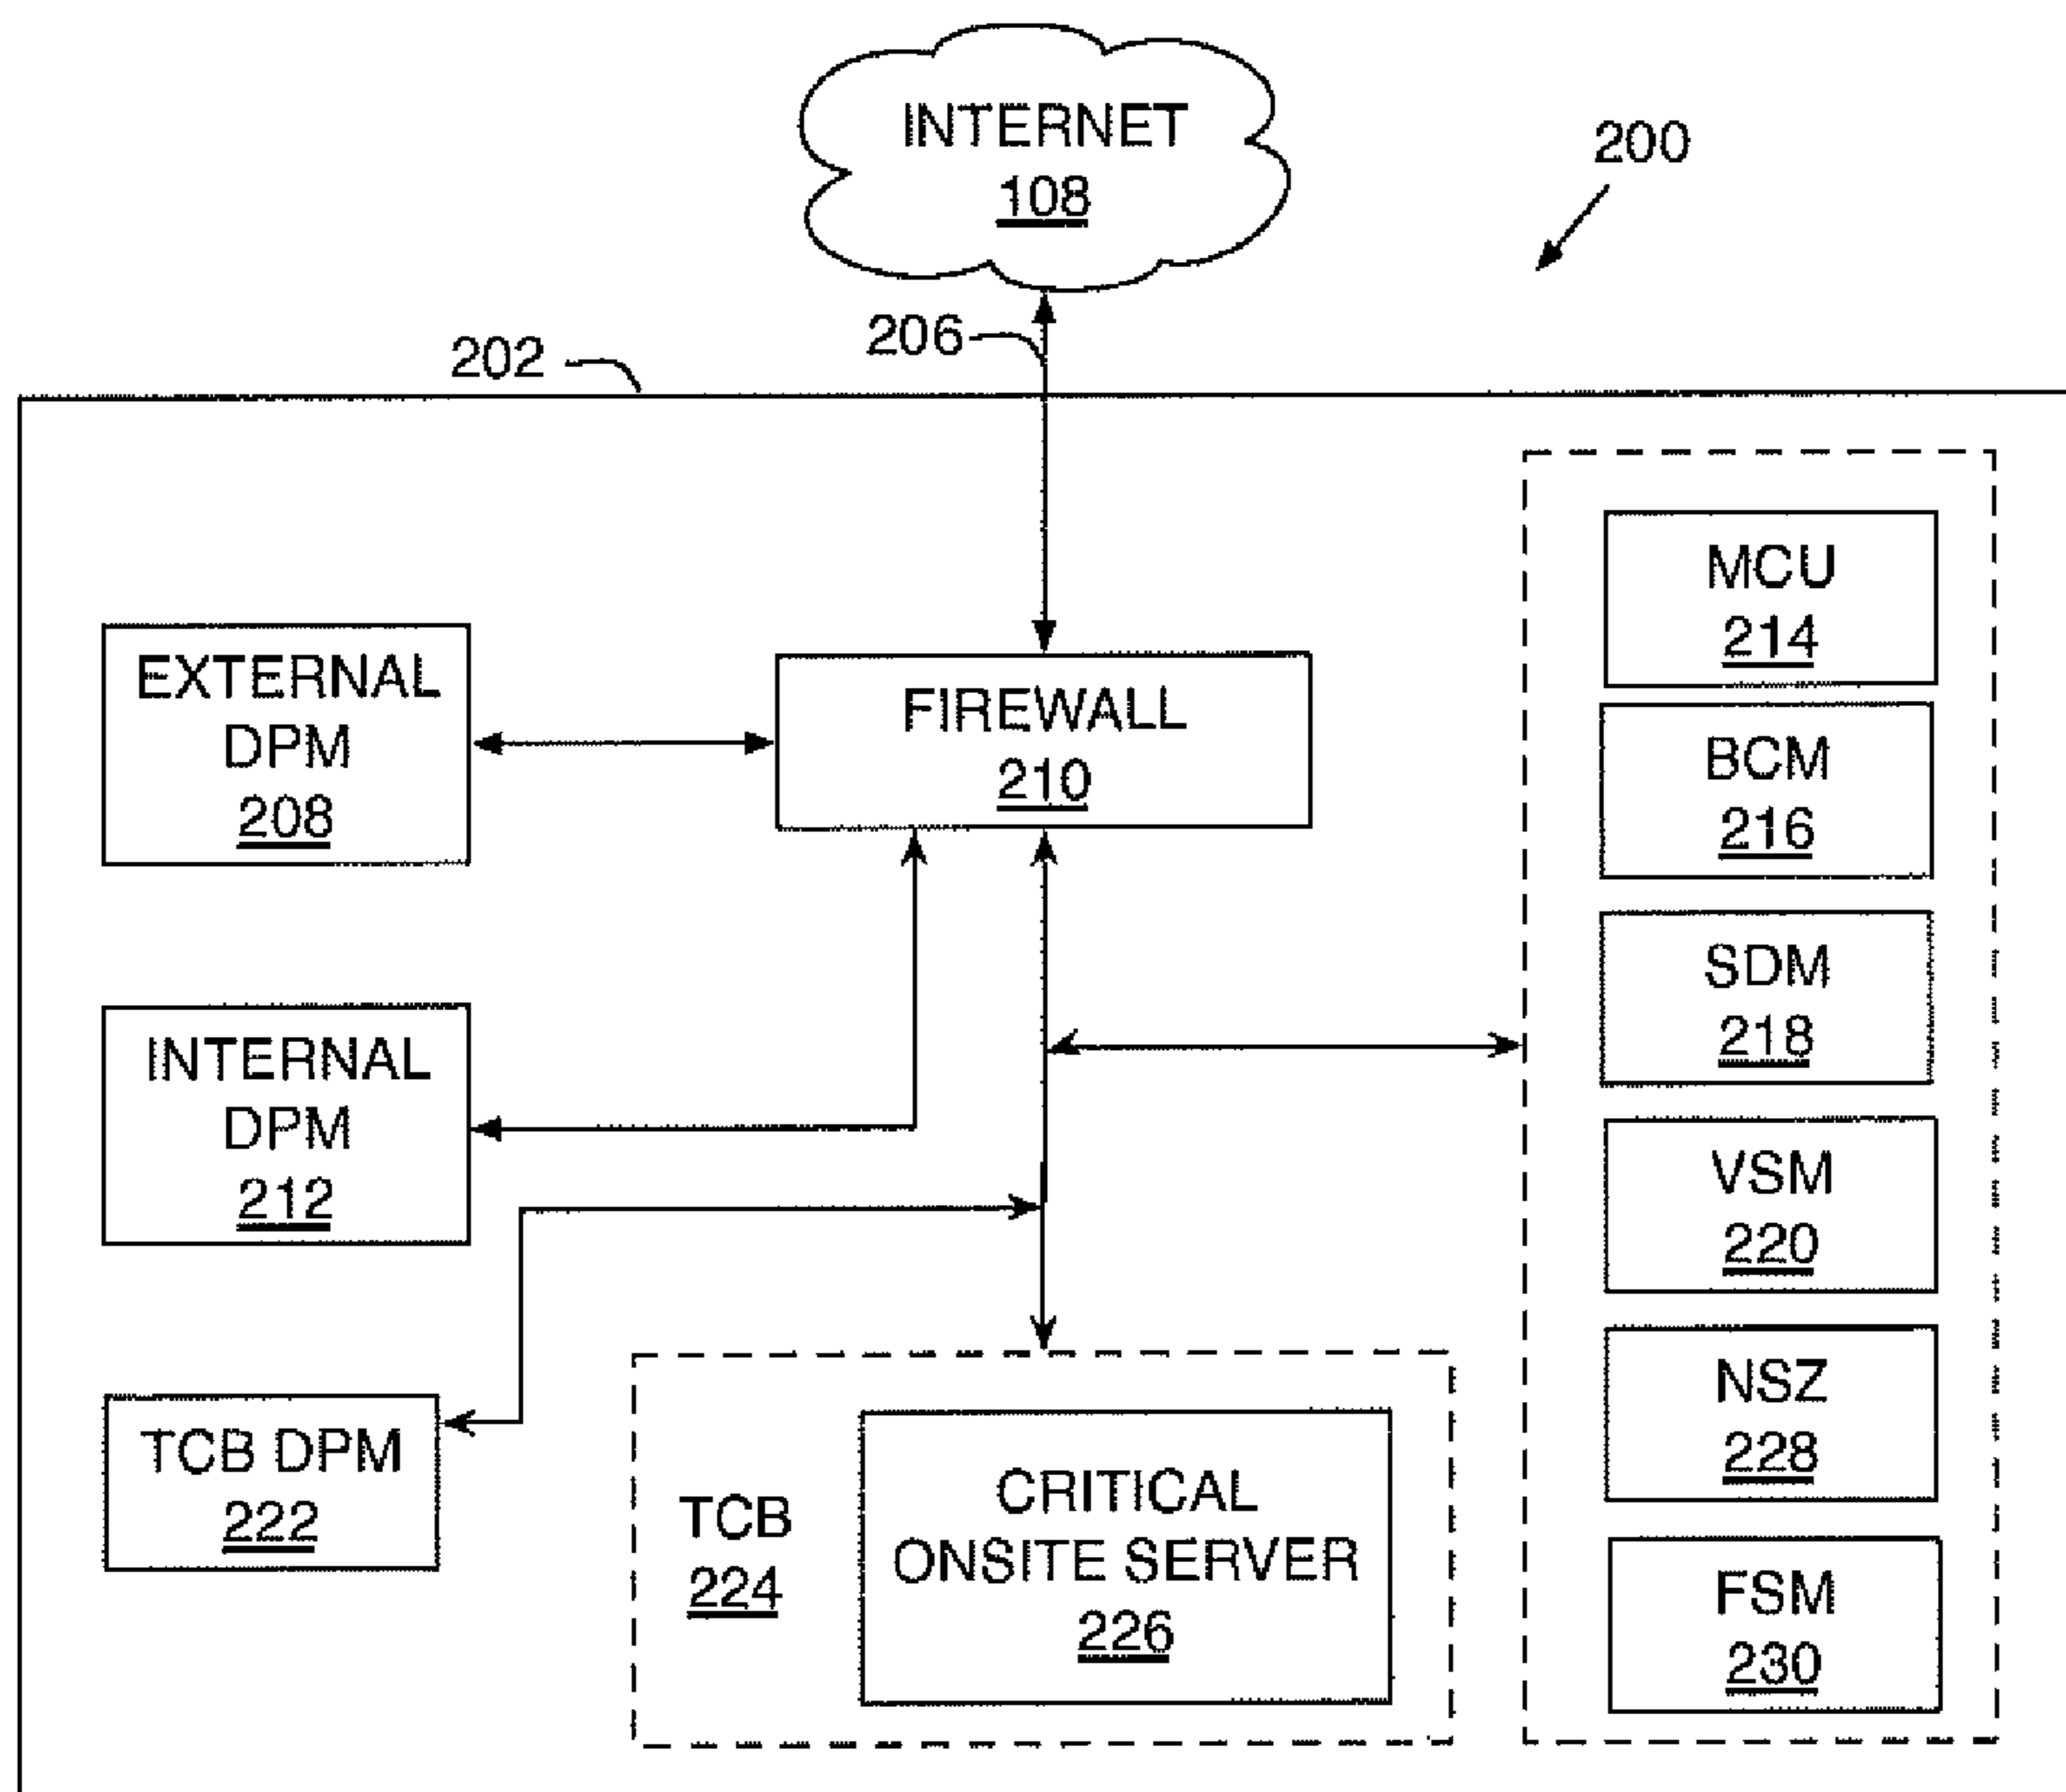 INTERNET
108
200
206
202
EXTERNAL
DPM
208
FIREWALL
210
INTERNAL
DPM
212
TCB DPM
222
TCB
224
CRITICAL
ONSITE SERVER
226
MCU
214
BCM
216
SDM
218
VSM
220
NSZ
228
FSM
230